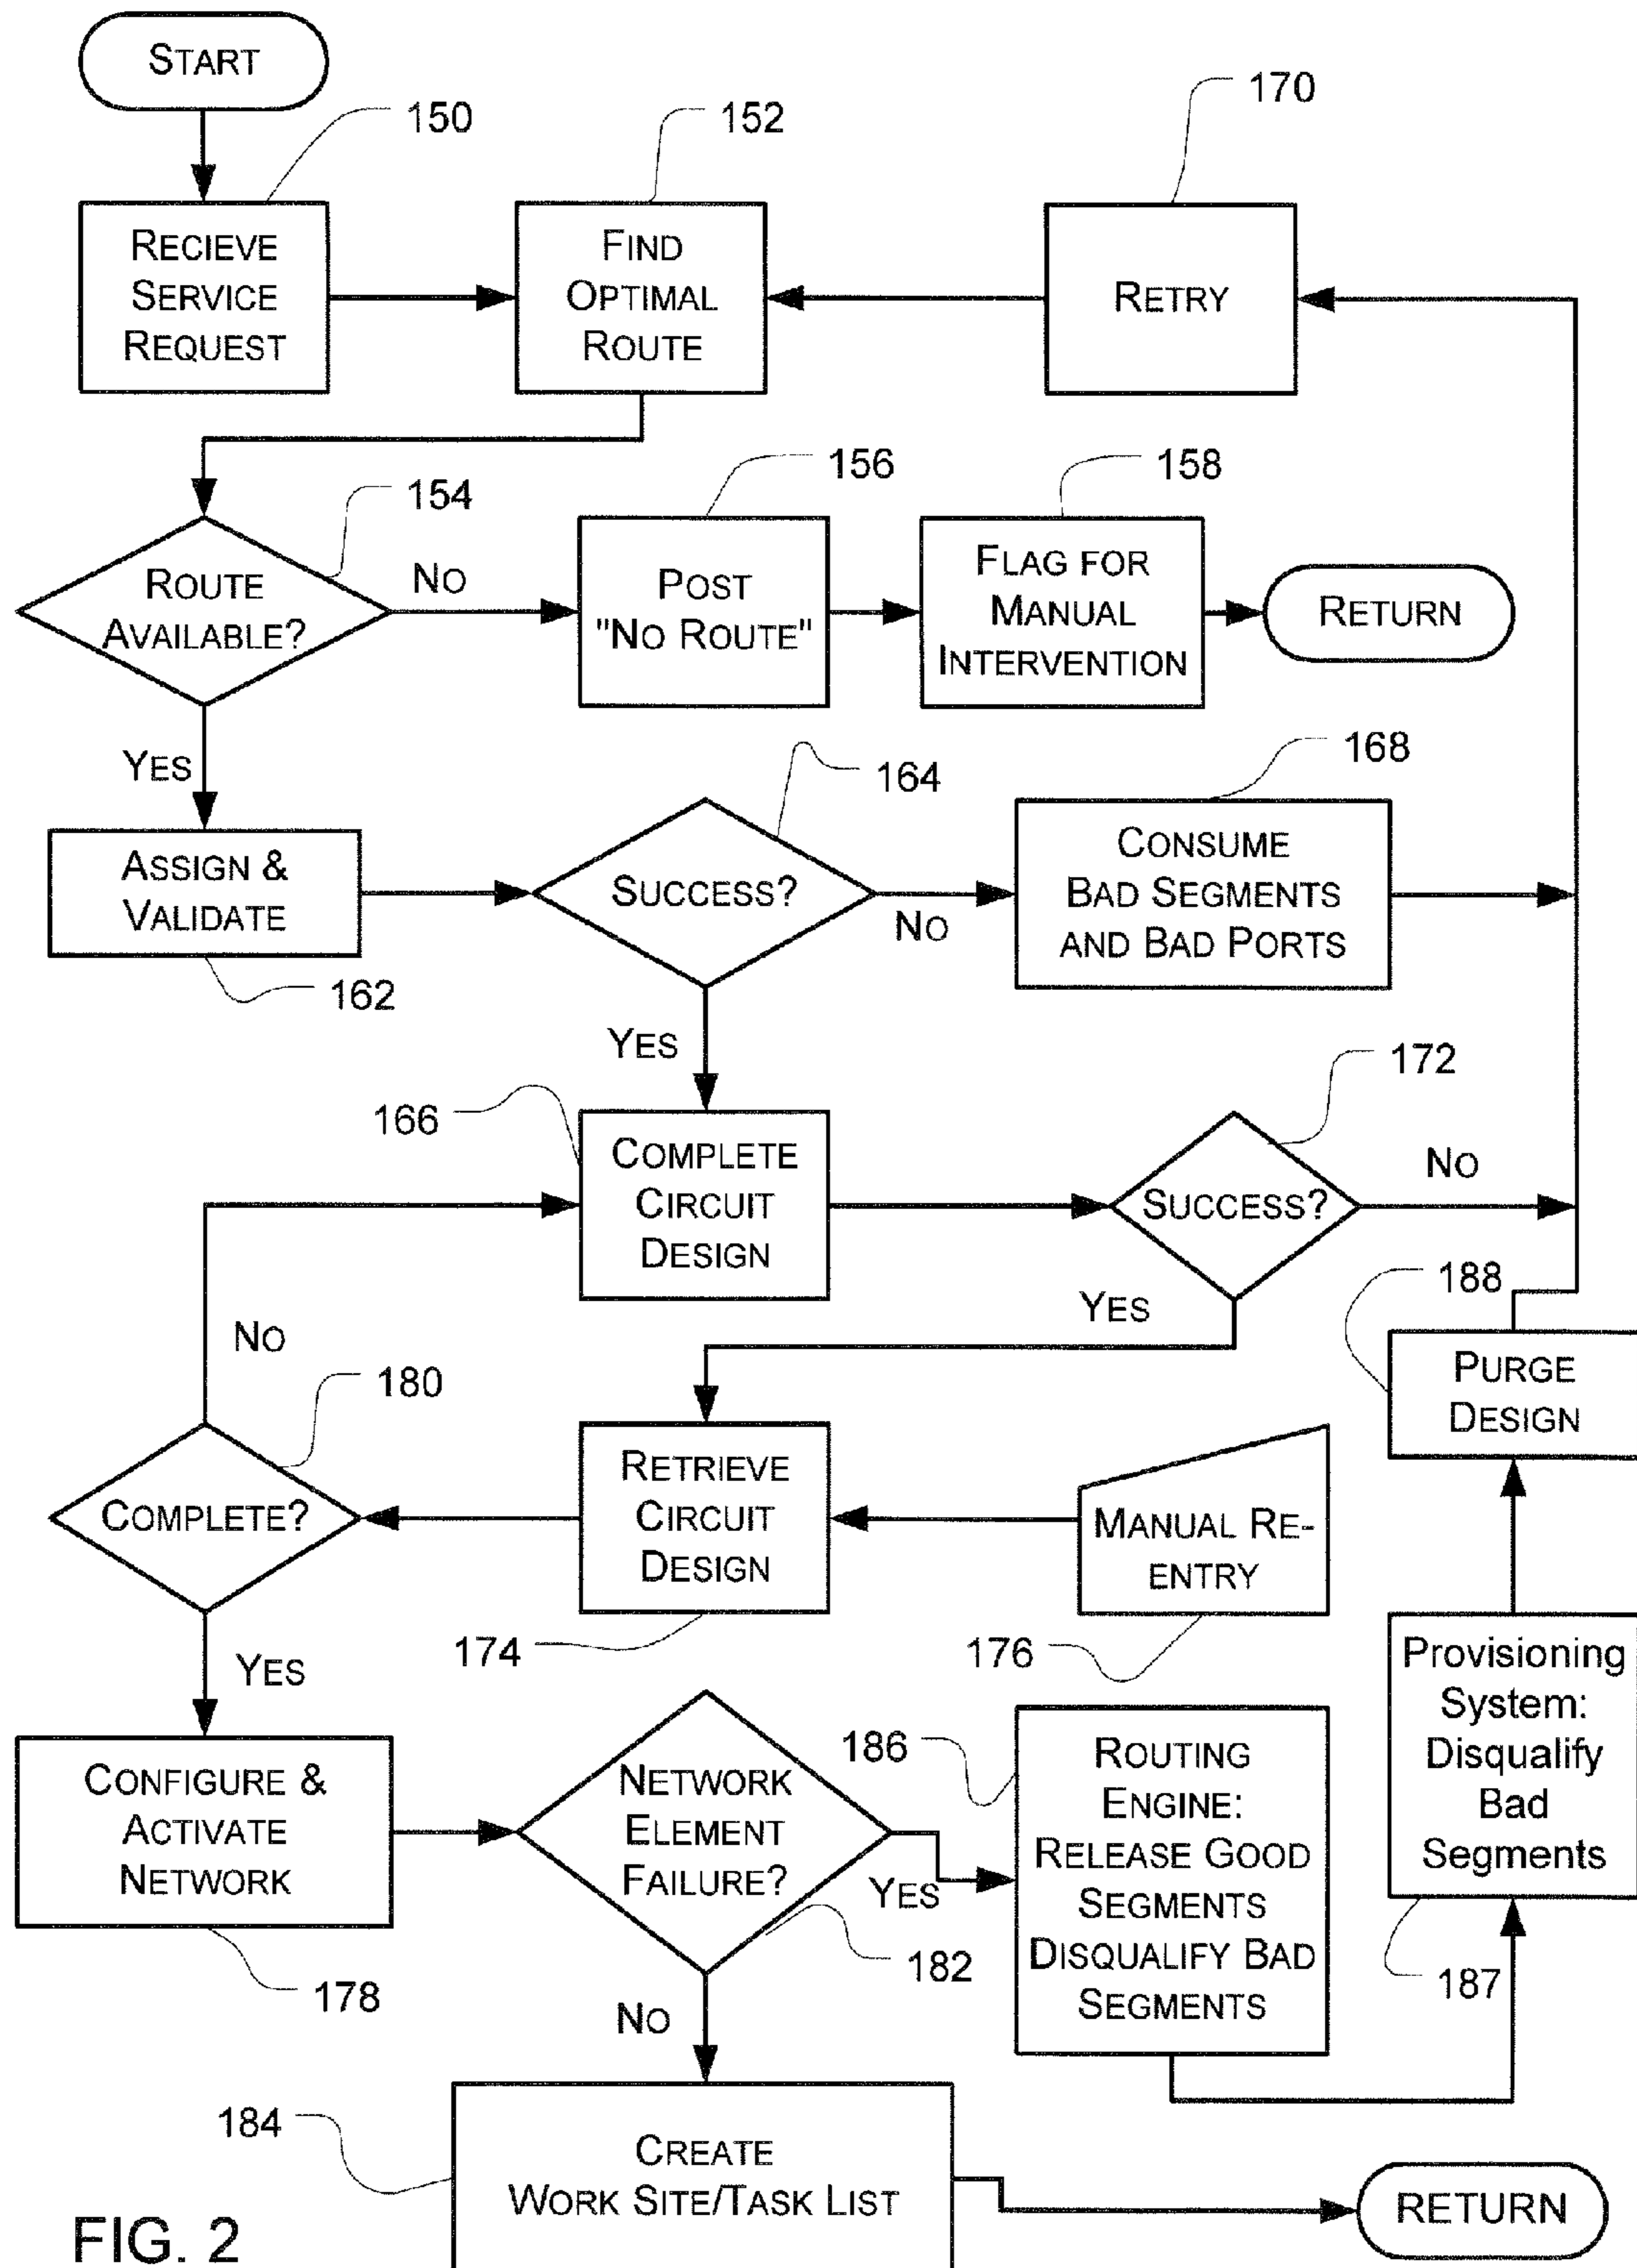 START
150
152
170
RECIEVE
SERVICE
REQUEST
FIND
OPTIMAL
ROUTE
RETRY
154
156
158
ROUTE
AVAILABLE?
NO
POST
"NO ROUTE"
FLAG FOR
MANUAL
INTERVENTION
RETURN
YES
164
168
ASSIGN &
VALIDATE
162
SUCCESS?
NO
CONSUME
BAD SEGMENTS
AND BAD PORTS
YES
172
166
COMPLETE
CIRCUIT
DESIGN
SUCCESS?
NO
YES
188
NO
180
PURGE
DESIGN
COMPLETE?
RETRIEVE
CIRCUIT
DESIGN
MANUAL RE-
ENTRY
174
176
YES
Provisioning
System:
Disqualify
Bad
Segments
187
CONFIGURE &
ACTIVATE
NETWORK
178
NETWORK
ELEMENT
FAILURE?
YES
182
NO
186
ROUTING
ENGINE:
RELEASE GOOD
SEGMENTS
DISQUALIFY BAD
SEGMENTS
184
CREATE
WORK SITE/TASK LIST
RETURN
FIG. 2